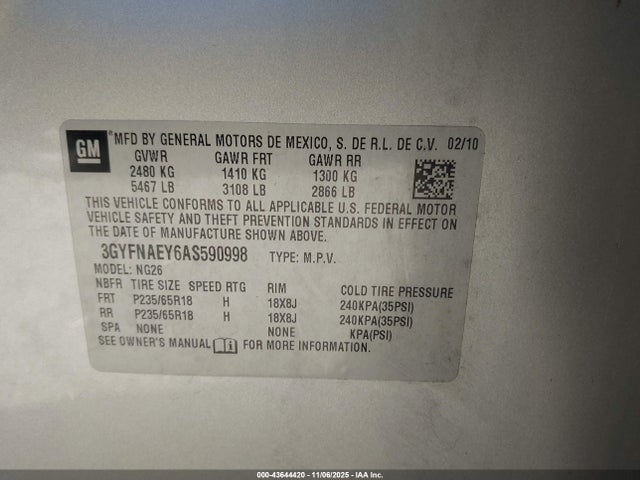 GM
MFD BY GENERAL MOTORS DE MEXICO, S. DE R.L. DE C.V. 02/10
GVWR GAWR FRT GAWR RR
2480 KG 1410 KG 1300 KG
5467 LB 3108 LB 2866 LB
THIS VEHICLE CONFORMS TO ALL APPLICABLE U.S. FEDERAL MOTOR
VEHICLE SAFETY AND THEFT PREVENTION STANDARDS IN EFFECT ON
THE DATE OF MANUFACTURE SHOWN ABOVE.
3GYFNAEY6AS590998 TYPE: M.P.V.
MODEL: NG26
NBFR TIRE SIZE SPEED RTG RIM COLD TIRE PRESSURE
FRT P235/65R18 H 18X8J 240KPA(35PSI)
RR P235/65R18 H 18X8J 240KPA(35PSI)
SPA NONE NONE KPA(PSI)
SEE OWNER'S MANUAL FOR MORE INFORMATION.
000-43644420 - 11/06/2025 - IAA Inc.